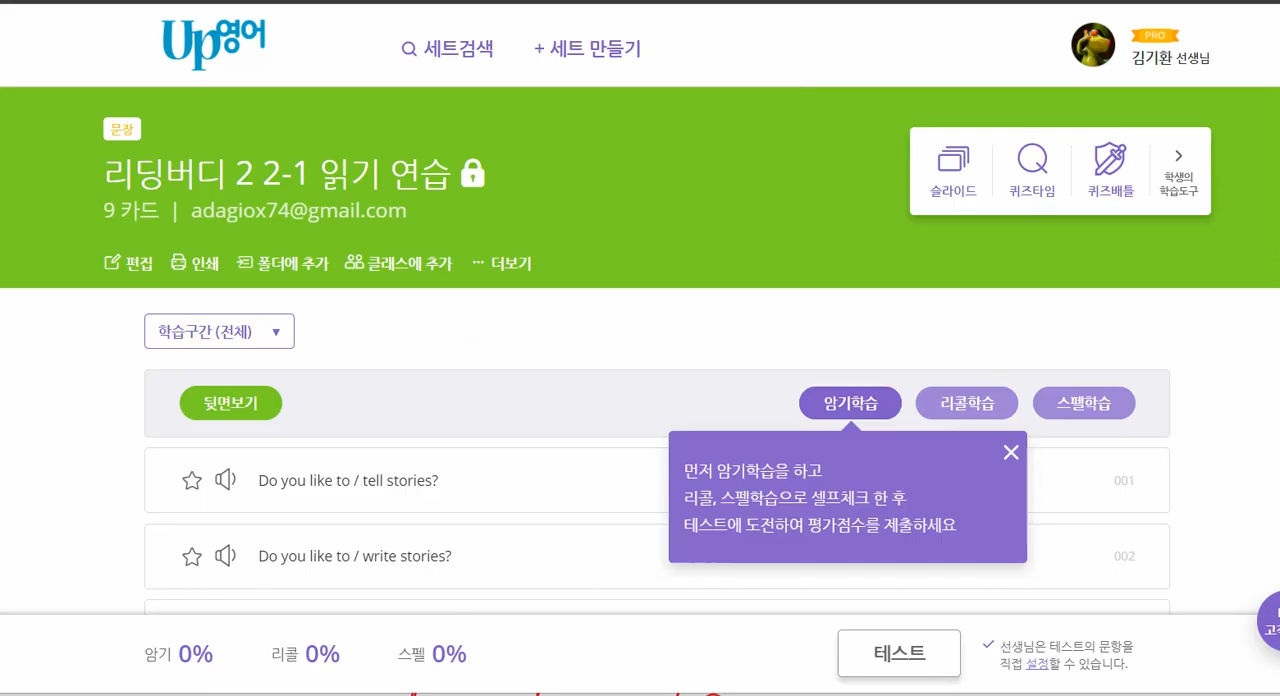 Up영어
세트검색
+ 세트 만들기
PRO
김기환 선생님
문장
리딩버디 2 2-1 읽기 연습
9 카드 | adagiox74@gmail.com
편집
인쇄
폴더에 추가
클래스에 추가
··· 더보기
슬라이드
퀴즈타임
퀴즈배틀
학생의
학습도구
학습구간 (전체) ▼
뒷면보기
암기학습
리콜학습
스펠학습
먼저 암기학습을 하고
리콜, 스펠학습으로 셀프체크 한 후
테스트에 도전하여 평가점수를 제출하세요
Do you like to / tell stories?
001
Do you like to / write stories?
002
암기 0%
리콜 0%
스펠 0%
테스트
선생님은 테스트의 문항을
직접 설정할 수 있습니다.